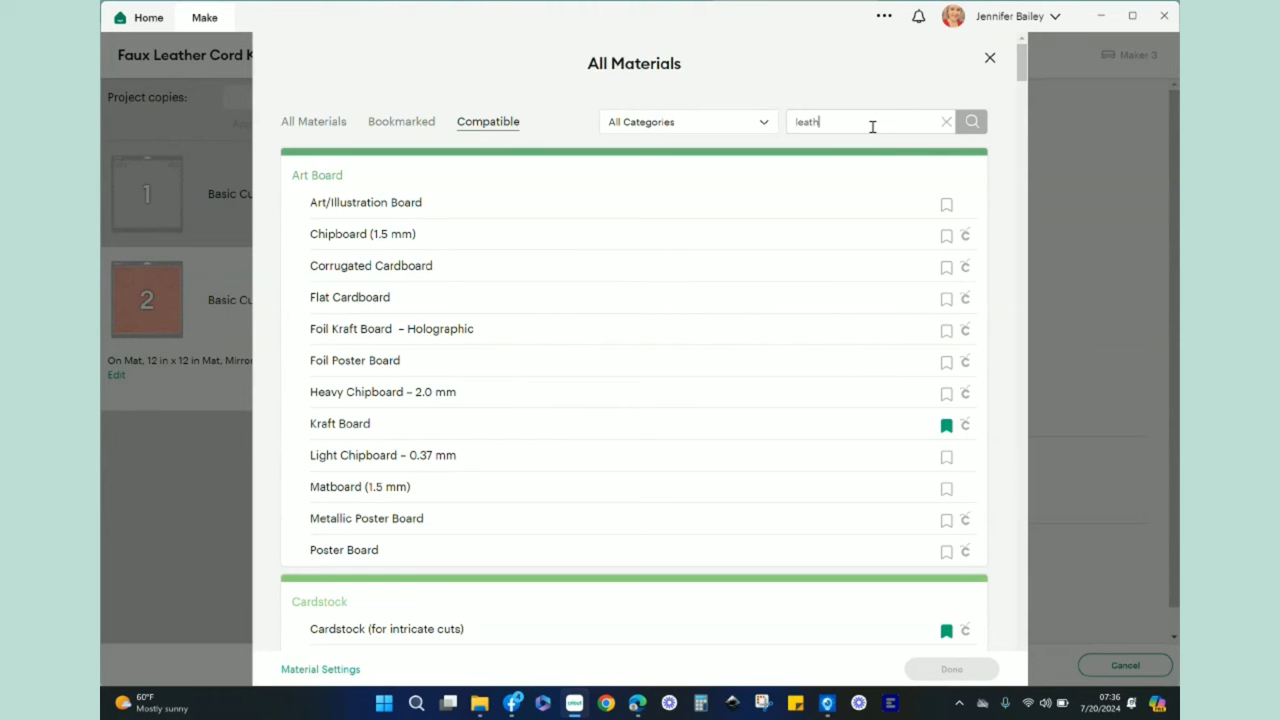 Home
Make
Jennifer Bailey
Faux Leather Cord K
All Materials
Maker 3
Project copies:
All Materials
Bookmarked
Compatible
All Categories
leath
1
Basic Cu
Art Board
Art/Illustration Board
Chipboard (1.5 mm)
Corrugated Cardboard
Flat Cardboard
2
Basic Cu
Foil Kraft Board – Holographic
Foil Poster Board
On Mat, 12 in x 12 in Mat, Mirro
Edit
Heavy Chipboard – 2.0 mm
Kraft Board
Light Chipboard – 0.37 mm
Matboard (1.5 mm)
Metallic Poster Board
Poster Board
Cardstock
Cardstock (for intricate cuts)
Material Settings
Done
Cancel
60°F
Mostly sunny
07:36
7/20/2024